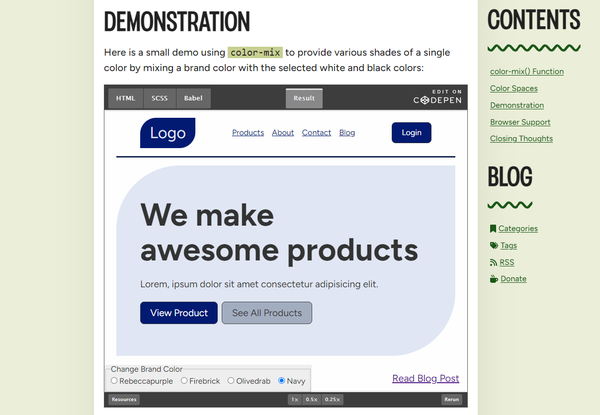 DEMONSTRATION
Here is a small demo using color-mix to provide various shades of a single
color by mixing a brand color with the selected white and black colors:
HTML SCSS Babel Result EDIT ON CODEPEN
Logo Products About Contact Blog Login
We make
awesome products
Lorem, ipsum dolor sit amet consectetur adipisicing elit.
View Product See All Products
Change Brand Color
Rebeccapurple Firebrick Olivedrab Navy
Read Blog Post
Resources 1× 0.5× 0.25× Rerun
CONTENTS
color-mix() Function
Color Spaces
Demonstration
Browser Support
Closing Thoughts
BLOG
Categories
Tags
RSS
Donate